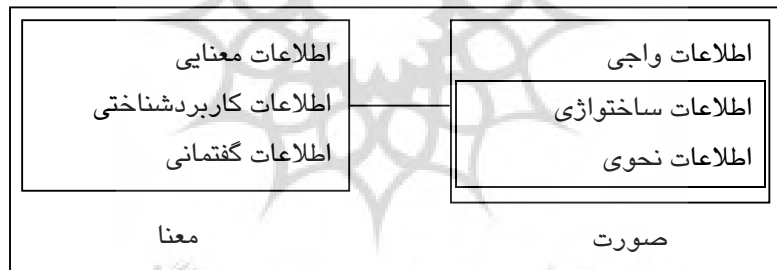 اطلاعات واجی
اطلاعات ساختواژی
اطلاعات نحوی
صورت
اطلاعات معنایی
اطلاعات کاربردشناختی
اطلاعات گفتمانی
معنا